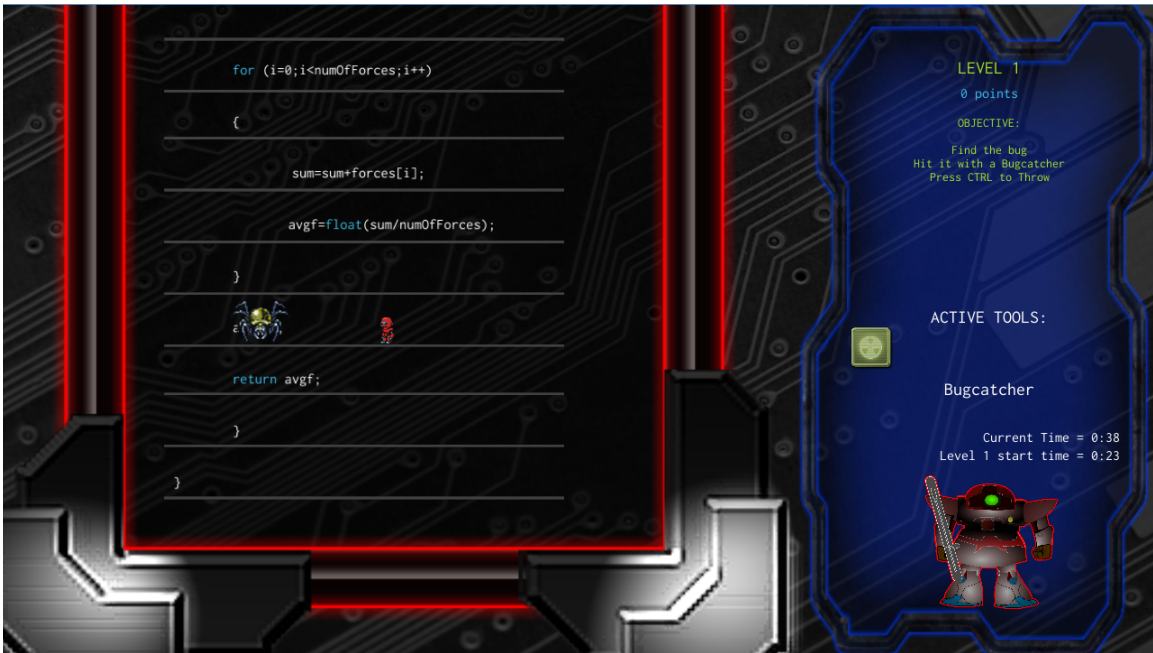 for (i=0;i<numOfForces;i++)
{
sum=sum+forces[i];
avgf=float(sum/numOfForces);
}
return avgf;
}
}
LEVEL 1
0 points
OBJECTIVE:
Find the bug
Hit it with a Bugcatcher
Press CTRL to Throw
ACTIVE TOOLS:
Bugcatcher
Current Time = 0:38
Level 1 start time = 0:23